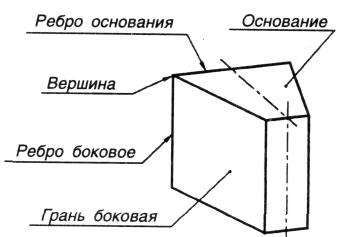 Ребро основания
Основание
Вершина
Ребро боковое
Грань боковая